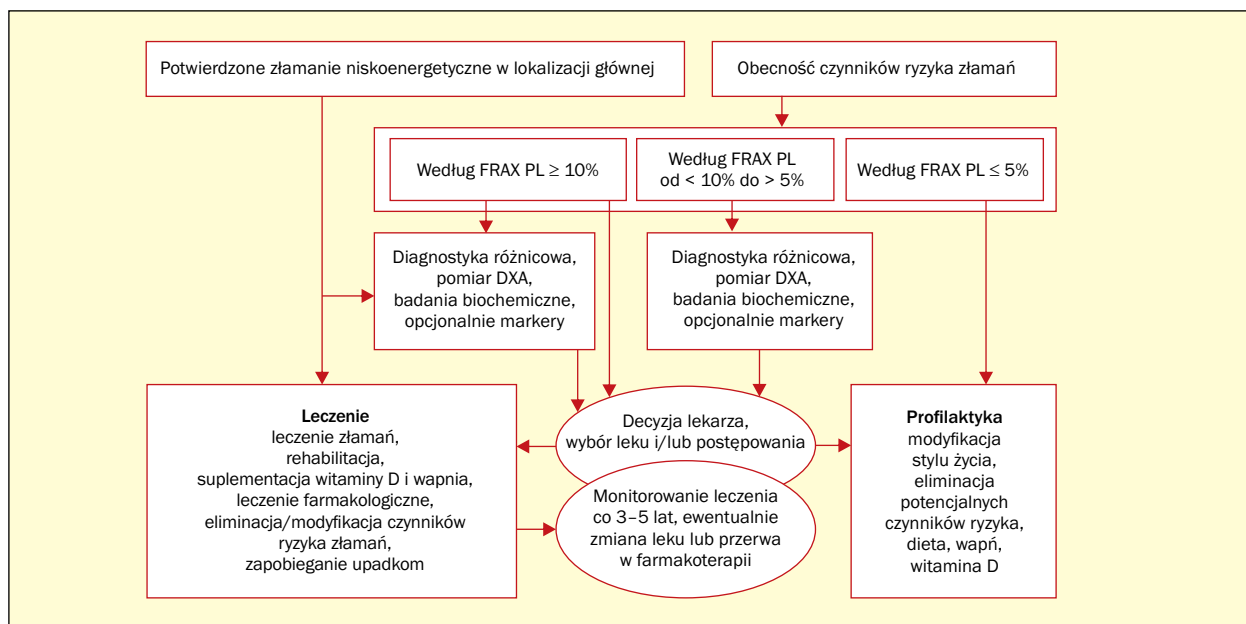 Potwierdzone złamanie niskoenergetyczne w lokalizacji głównej
Obecność czynników ryzyka złamań
Według FRAX PL ≥ 10%
Według FRAX PL
od < 10% do > 5%
Według FRAX PL ≤ 5%
Diagnostyka różnicowa,
pomiar DXA,
badania biochemiczne,
opcjonalnie markery
Diagnostyka różnicowa,
pomiar DXA,
badania biochemiczne,
opcjonalnie markery
Leczenie
leczenie złamań,
rehabilitacja,
suplementacja witaminy D i wapnia,
leczenie farmakologiczne,
eliminacja/modyfikacja czynników
ryzyka złamań,
zapobieganie upadkom
Decyzja lekarza,
wybór leku i/lub postępowania
Monitorowanie leczenia
co 3–5 lat, ewentualnie
zmiana leku lub przerwa
w farmakoterapii
Profilaktyka
modyfikacja
stylu życia,
eliminacja
potencjalnych
czynników ryzyka,
dieta, wapń,
witamina D